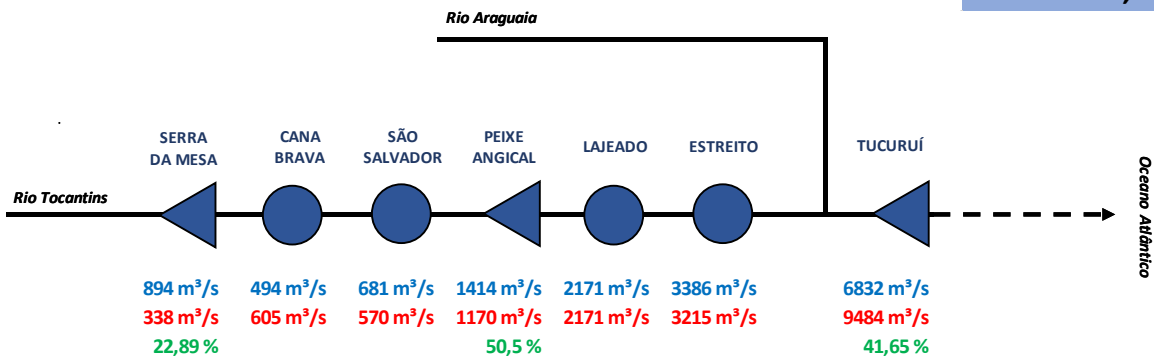 Rio Araguaia
SERRA DA MESA
CANA BRAVA
SÃO SALVADOR
PEIXE ANGICAL
LAJEADO
ESTREITO
TUCURUÍ
Rio Tocantins
Oceano Atlântico
894 m³/s 494 m³/s 681 m³/s 1414 m³/s 2171 m³/s 3386 m³/s 6832 m³/s
338 m³/s 605 m³/s 570 m³/s 1170 m³/s 2171 m³/s 3215 m³/s 9484 m³/s
22,89 % 50,5 % 41,65 %